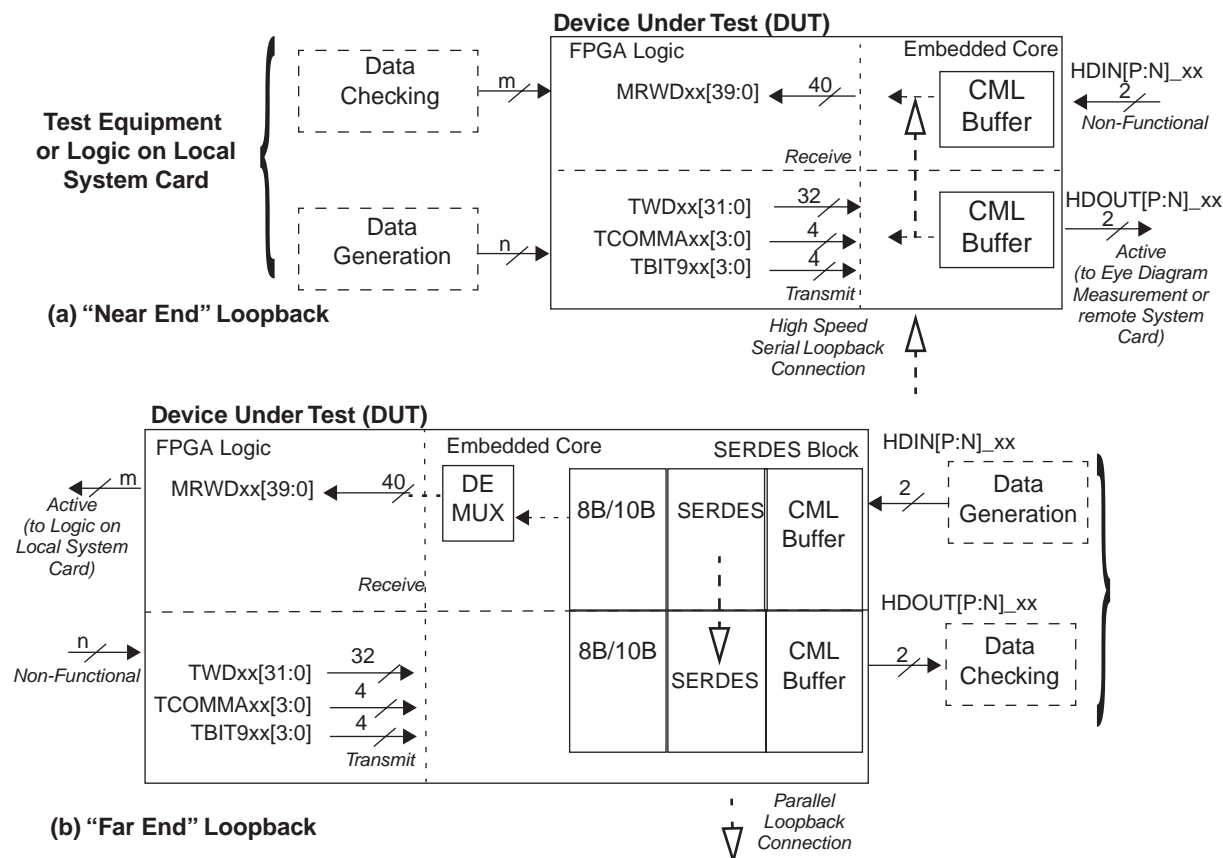 Device Under Test (DUT)
FPGA Logic
Embedded Core
Data
Checking
m
MRWDxx[39:0]
40
CML
Buffer
HDIN[P:N]_xx
2
Non-Functional
Test Equipment
or Logic on Local
System Card
Receive
Data
Generation
n
TWDxx[31:0]
32
TCOMMAxx[3:0]
4
TBIT9xx[3:0]
4
Transmit
CML
Buffer
HDOUT[P:N]_xx
2
Active
(to Eye Diagram
Measurement or
remote System
Card)
(a) “Near End” Loopback
High Speed
Serial Loopback
Connection
Device Under Test (DUT)
FPGA Logic
Embedded Core
SERDES Block
m
Active
(to Logic on
Local System
Card)
MRWDxx[39:0]
40
DE
MUX
8B/10B
SERDES
CML
Buffer
HDIN[P:N]_xx
2
Data
Generation
Receive
n
Non-Functional
TWDxx[31:0]
32
TCOMMAxx[3:0]
4
TBIT9xx[3:0]
4
Transmit
8B/10B
SERDES
CML
Buffer
HDOUT[P:N]_xx
2
Data
Checking
(b) “Far End” Loopback
Parallel
Loopback
Connection